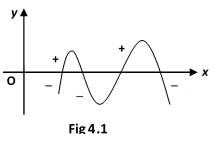 y
+ +
O x
– – –
Fig 4.1